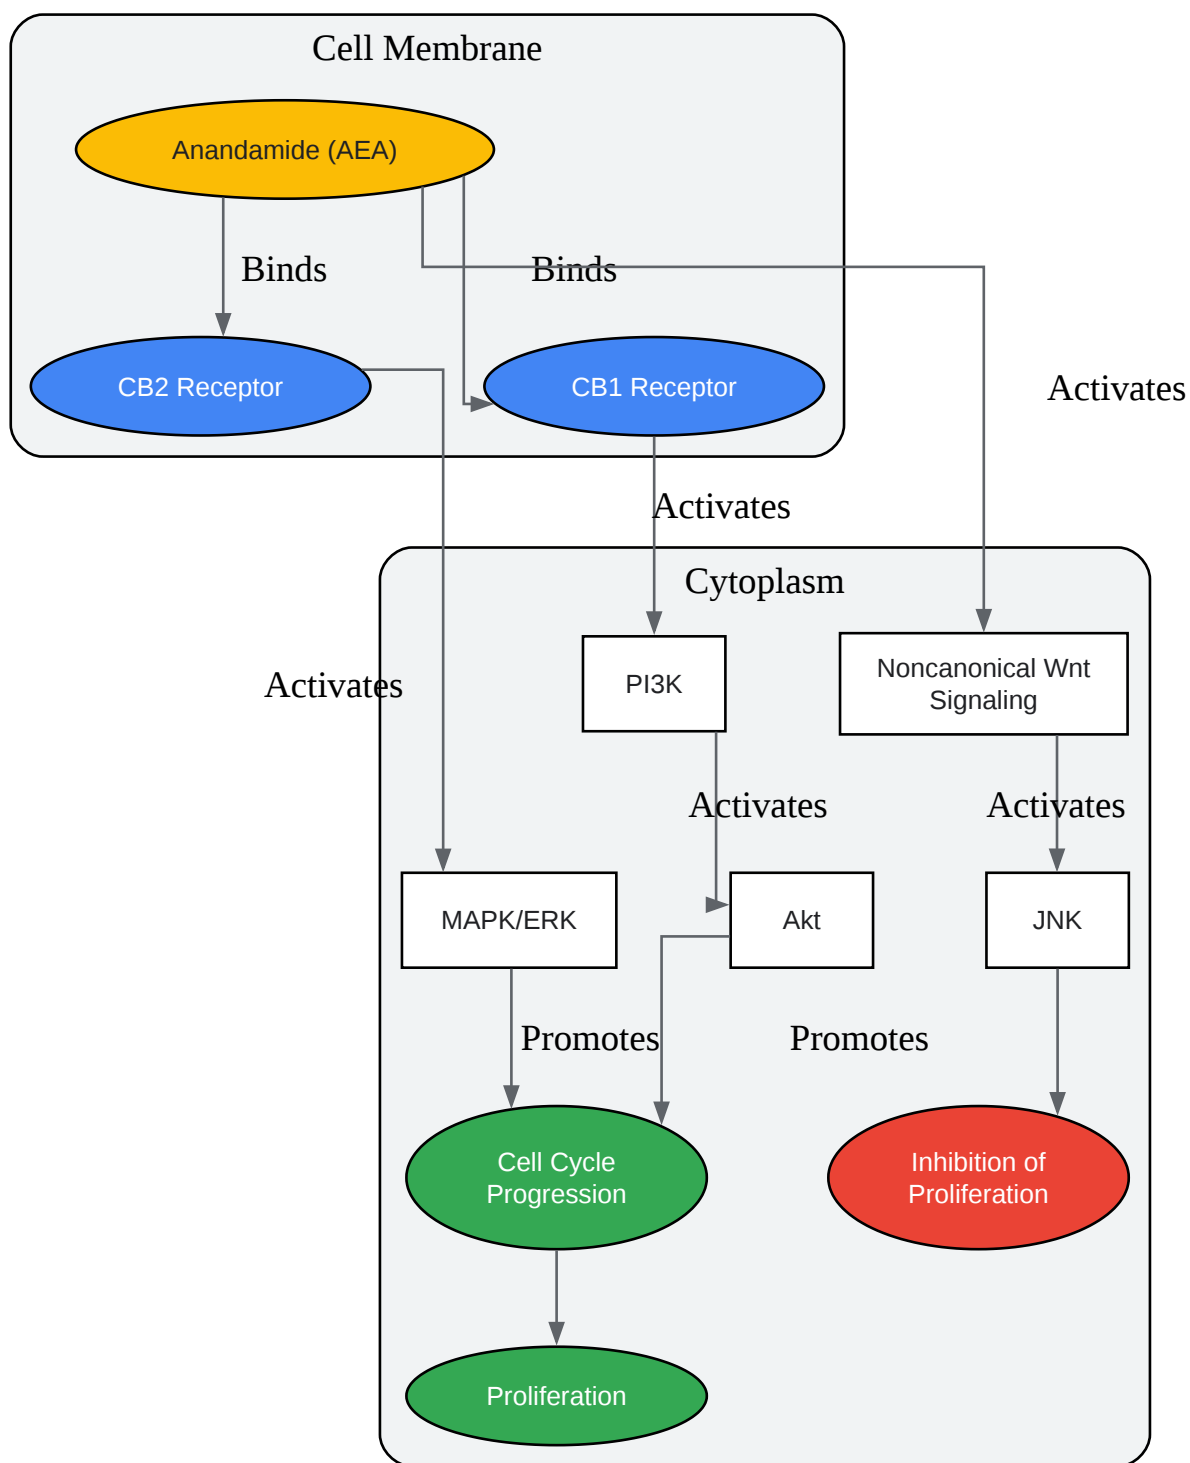 Cell Membrane
Anandamide (AEA)
Binds
Binds
CB2 Receptor
CB1 Receptor
Activates
Activates
Cytoplasm
Activates
PI3K
Noncanonical Wnt
Signaling
Activates
Activates
MAPK/ERK
Akt
JNK
Promotes
Promotes
Cell Cycle
Progression
Inhibition of
Proliferation
Proliferation